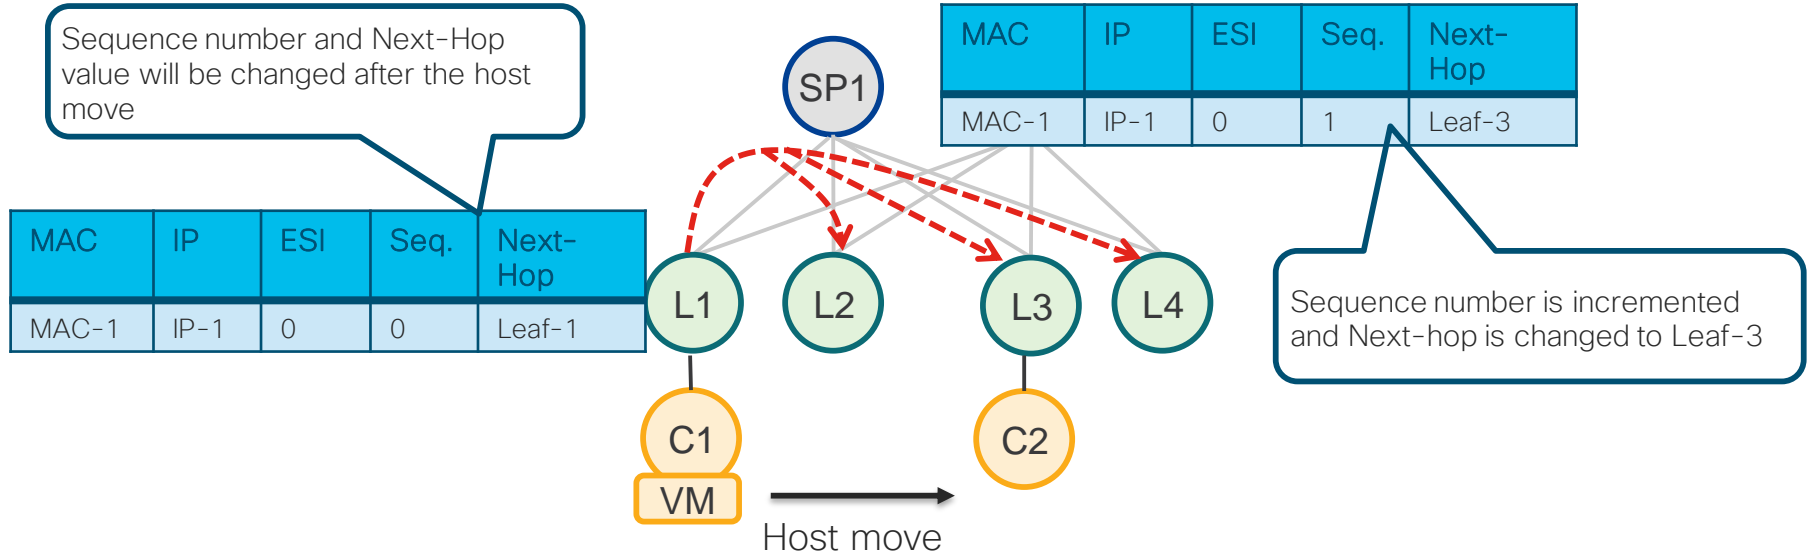 Sequence number and Next-Hop
value will be changed after the host
move
SP1
MAC IP ESI Seq. Next-
Hop
MAC-1 IP-1 0 1 Leaf-3
MAC IP ESI Seq. Next-
Hop
MAC-1 IP-1 0 0 Leaf-1
L1 L2 L3 L4
Sequence number is incremented
and Next-hop is changed to Leaf-3
C1 C2
VM
Host move